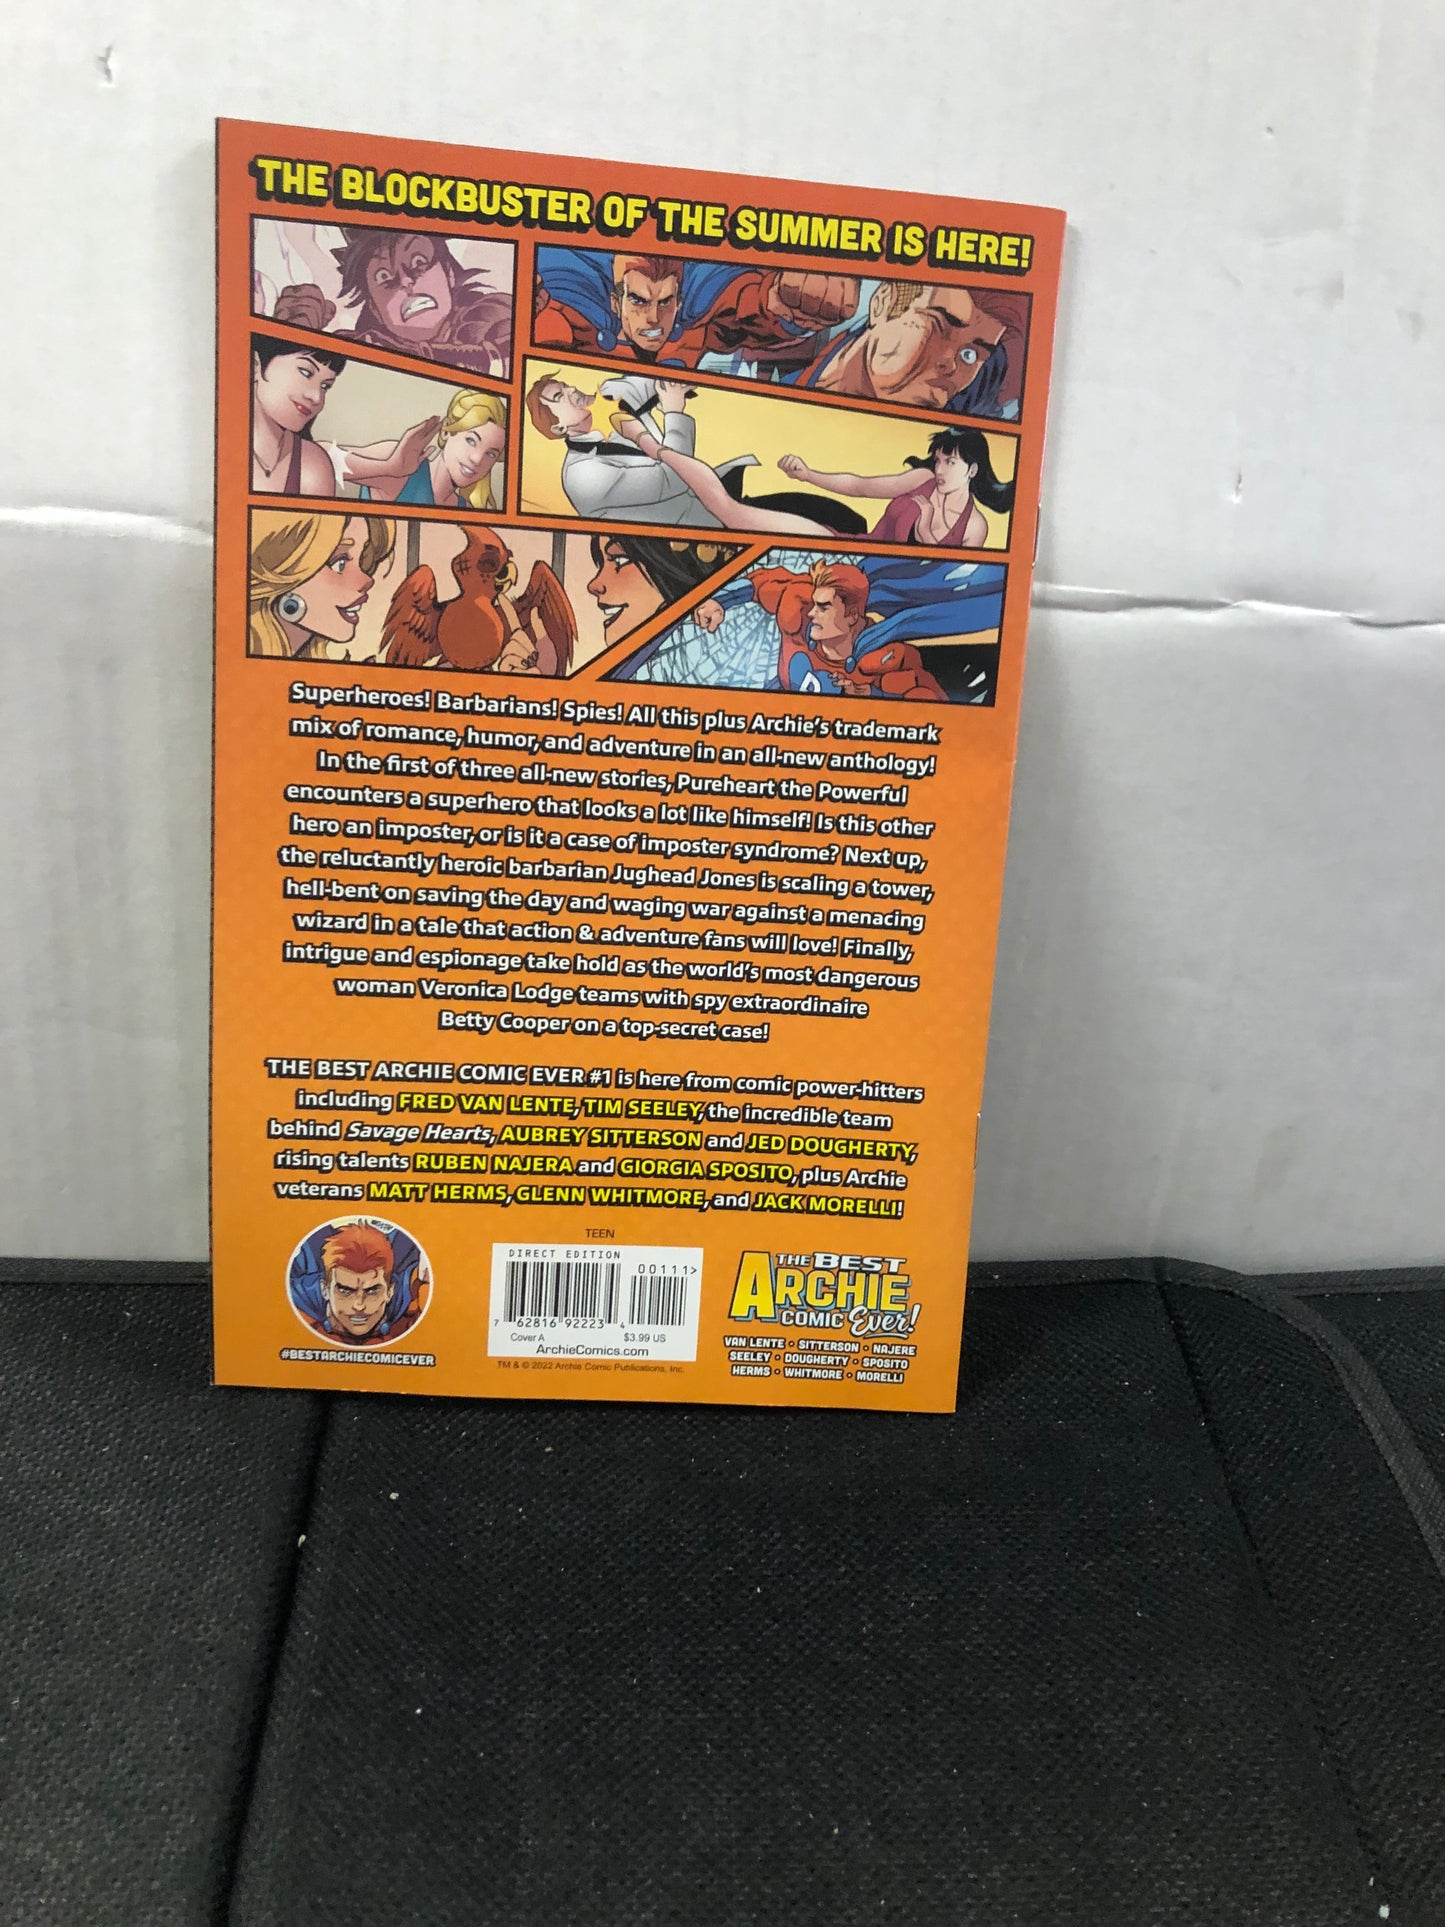 THE BLOCKBUSTER OF THE SUMMER IS HERE!
Superheroes! Barbarians! Spies! All this plus Archie's trademark
mix of romance, humor, and adventure in an all-new anthology!
In the first of three all-new stories, Pureheart the Powerful
encounters a superhero that looks a lot like himself! Is this other
hero an imposter, or is it a case of imposter syndrome? Next up,
the reluctantly heroic barbarian Jughead Jones is scaling a tower,
hell-bent on saving the day and waging war against a menacing
wizard in a tale that action & adventure fans will love! Finally,
intrigue and espionage take hold as the world's most dangerous
woman Veronica Lodge teams with spy extraordinaire
Betty Cooper on a top-secret case!
THE BEST ARCHIE COMIC EVER #1 is here from comic power-hitters
including FRED VAN LENTE, TIM SEELEY, the incredible team
behind Savage Hearts, AUBREY SITTERSON and JED DOUGHERTY,
rising talents RUBEN NAJERA and GIORGIA SPOSITO, plus Archie
veterans MATT HERMS, GLENN WHITMORE, and JACK MORELLI!
#BESTARCHIECOMICEVER
TEEN
DIRECT EDITION
00111>
7 62816 92223 4
Cover A $3.99 US
ArchieComics.com
TM & © 2022 Archie Comic Publications, Inc.
THE BEST
ARCHIE
COMIC Ever!
VAN LENTE • SITTERSON • NAJERE
SEELEY • DOUGHERTY • SPOSITO
HERMS • WHITMORE • MORELLI